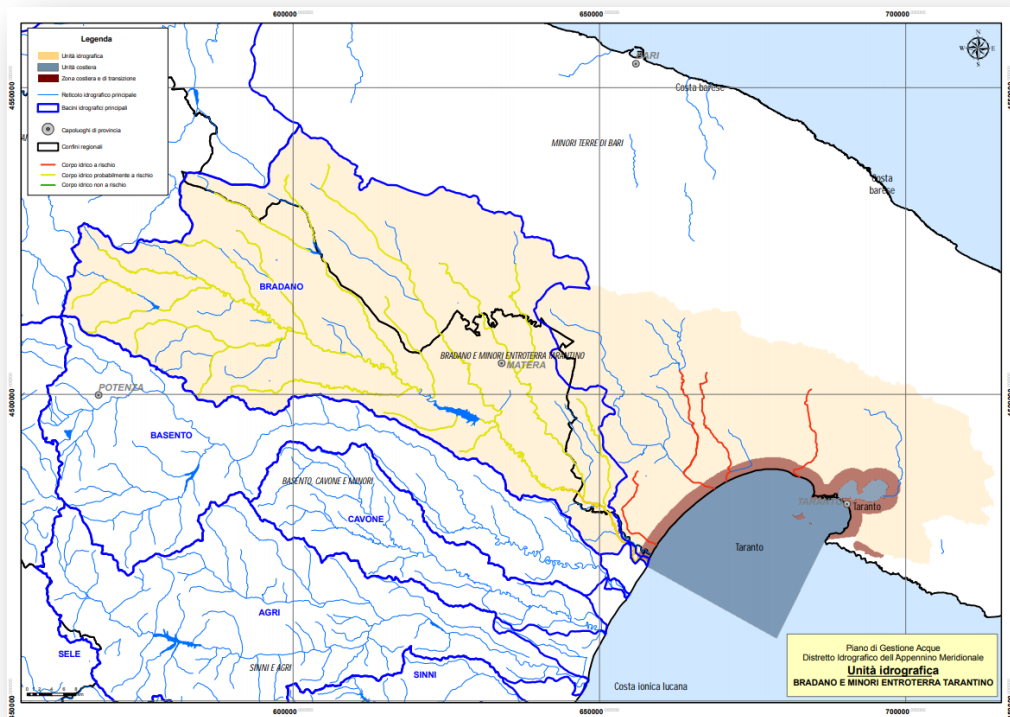 600000
650000
700000
Legenda
Unità idrografica
Unità costiera
Zona costiera e di transizione
Reticolo idrografico principale
Bacini idrografici principali
Capoluoghi di provincia
Confini regionali
Corpo idrico a rischio
Corpo idrico probabilmente a rischio
Corpo idrico non a rischio
N
W E
S
BARI
Costa barese
MINORI TERRE DI BARI
Costa
barese
BRADANO
BRADANO E MINORI ENTROTERRA TARANTINO
MATERA
POTENZA
BASENTO
BASENTO, CAVONE E MINORI
CAVONE
TARANTO
Taranto
Taranto
AGRI
SELE
SINNI E AGRI
SINNI
Costa ionica lucana
Piano di Gestione Acque
Distretto Idrografico dell'Appennino Meridionale
Unità idrografica
BRADANO E MINORI ENTROTERRA TARANTINO
600000
650000
700000